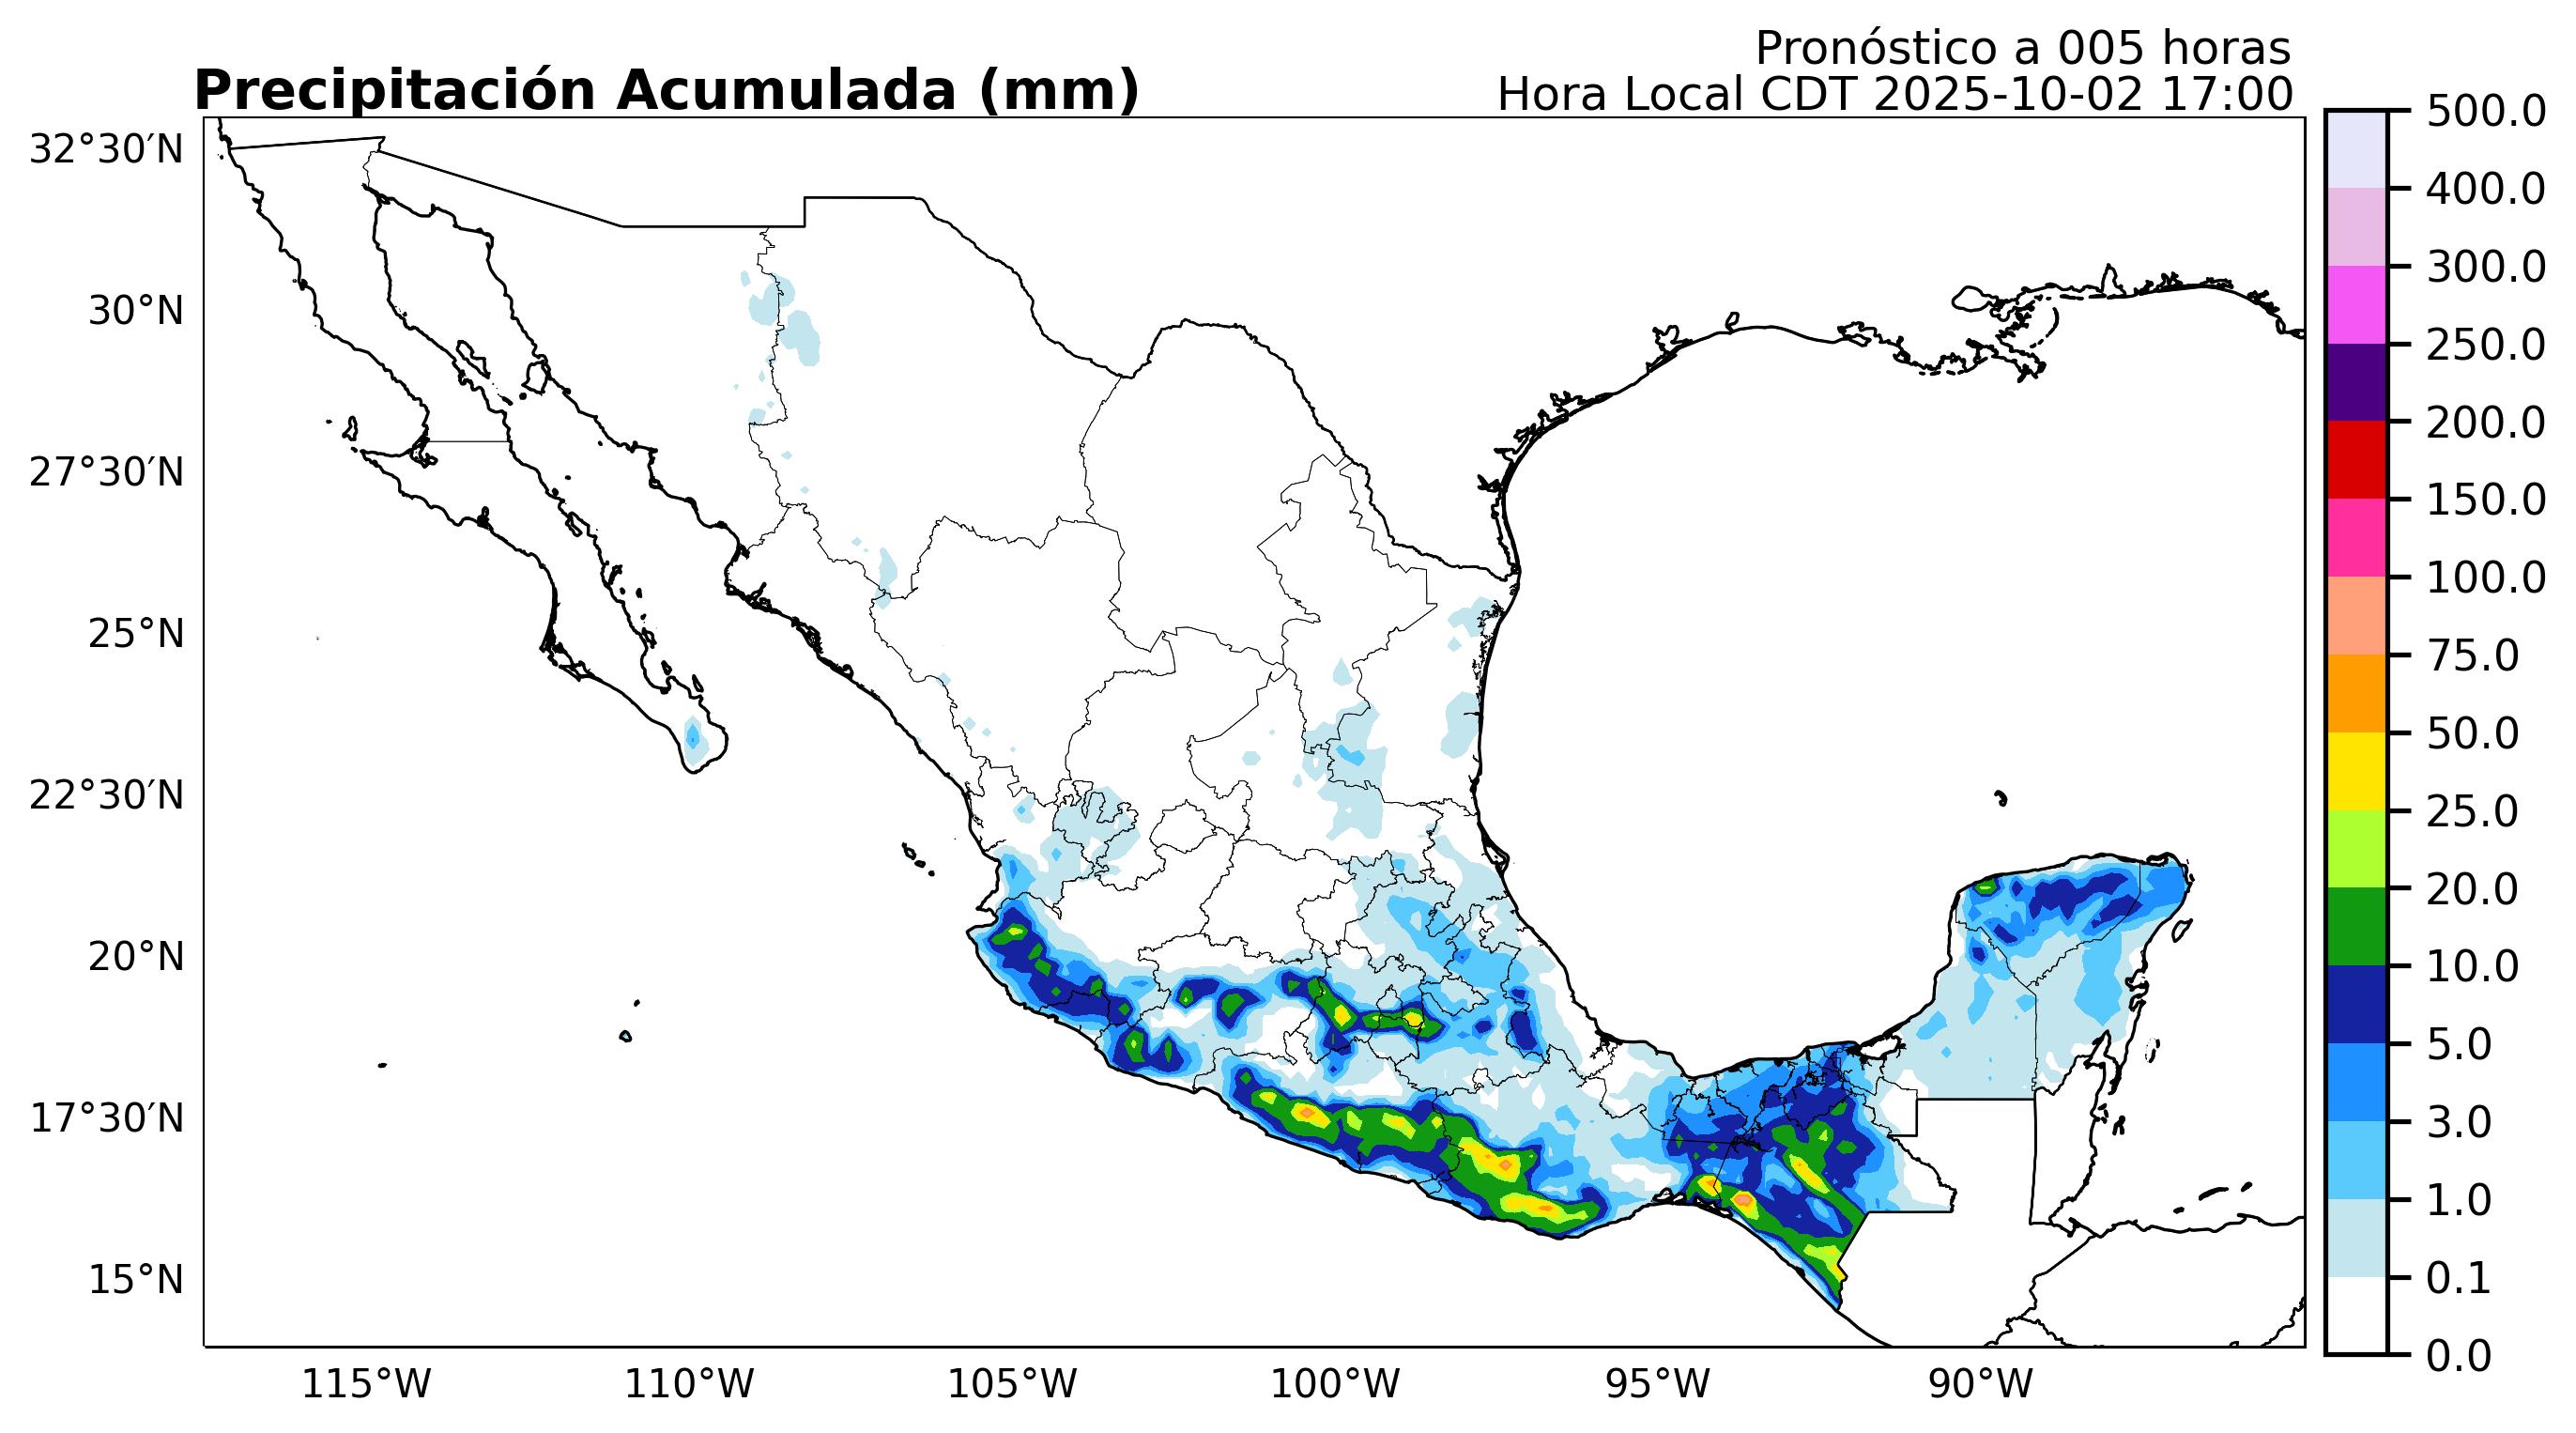 Pronóstico a 005 horas
Precipitación Acumulada (mm)
Hora Local CDT 2025-10-02 17:00
32°30′N
30°N
27°30′N
25°N
22°30′N
20°N
17°30′N
15°N
115°W
110°W
105°W
100°W
95°W
90°W
500.0
400.0
300.0
250.0
200.0
150.0
100.0
75.0
50.0
25.0
20.0
10.0
5.0
3.0
1.0
0.1
0.0